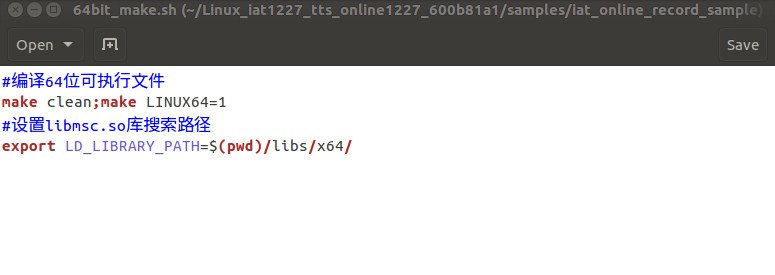 64bit_make.sh (~/Linux_iat1227_tts_online1227_600b81a1/samples/iat_online_record_sample)
Open Save
#编译64位可执行文件
make clean;make LINUX64=1
#设置libmsc.so库搜索路径
export LD_LIBRARY_PATH=$(pwd)/libs/x64/